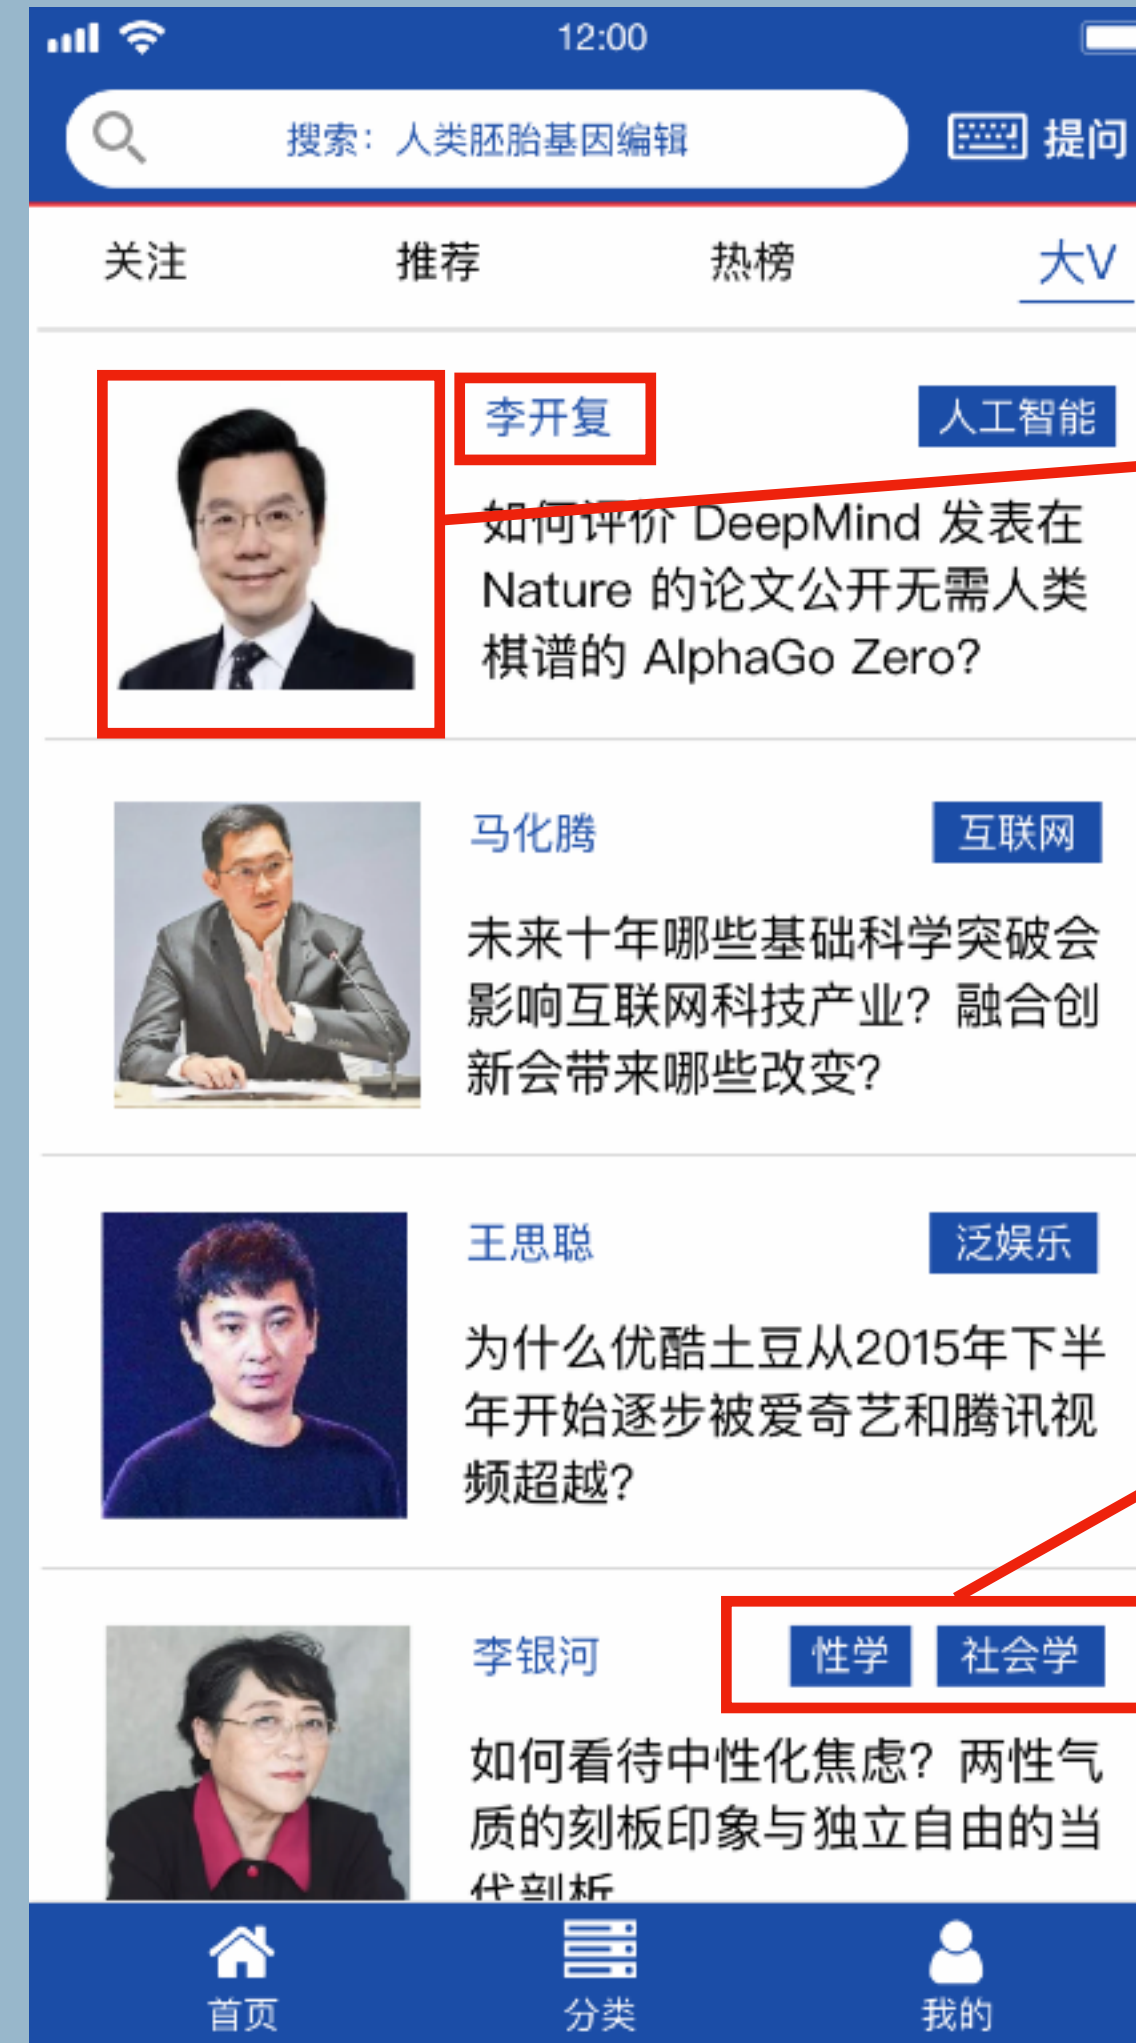 12:00
搜索：人类胚胎基因编辑
提问
关注 推荐 热榜 大V
李开复 人工智能
如何评价 DeepMind 发表在
Nature 的论文公开无需人类
棋谱的 AlphaGo Zero?
马化腾 互联网
未来十年哪些基础科学突破会
影响互联网科技产业？融合创
新会带来哪些改变?
王思聪 泛娱乐
为什么优酷土豆从2015年下半
年开始逐步被爱奇艺和腾讯视
频超越?
李银河 性学 社会学
如何看待中性化焦虑？两性气
质的刻板印象与独立自由的当
代剖析
首页 分类 我的